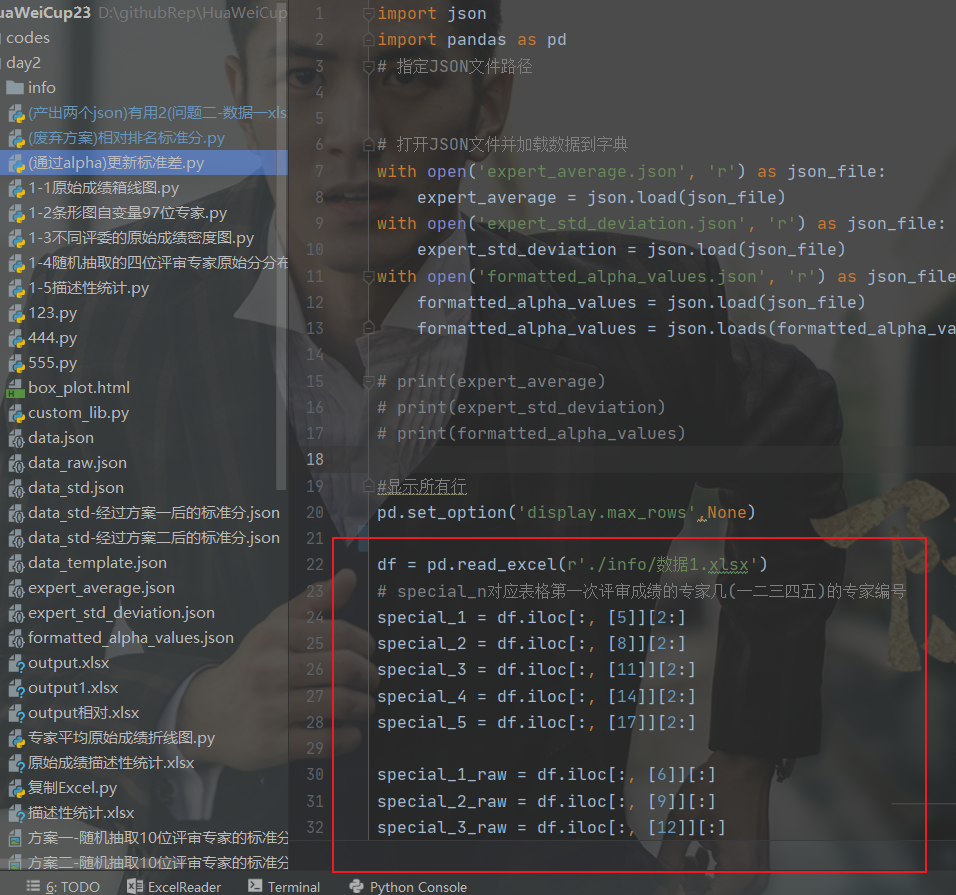 uaWeiCup23 D:\githubRep\HuaWeiCup
codes
day2
info
(产出两个json)有用2(问题二-数据一xls
(废弃方案)相对排名标准分.py
(通过alpha)更新标准差.py
1-1原始成绩箱线图.py
1-2条形图自变量97位专家.py
1-3不同评委的原始成绩密度图.py
1-4随机抽取的四位评审专家原始分分布
1-5描述性统计.py
123.py
444.py
555.py
box_plot.html
custom_lib.py
data.json
data_raw.json
data_std.json
data_std-经过方案一后的标准分.json
data_std-经过方案二后的标准分.json
data_template.json
expert_average.json
expert_std_deviation.json
formatted_alpha_values.json
output.xlsx
output1.xlsx
output相对.xlsx
专家平均原始成绩折线图.py
原始成绩描述性统计.xlsx
复制Excel.py
描述性统计.xlsx
方案一-随机抽取10位评审专家的标准分
方案二-随机抽取10位评审专家的标准分
1 import json
2 import pandas as pd
3 # 指定JSON文件路径
4
5
6 # 打开JSON文件并加载数据到字典
7 with open('expert_average.json', 'r') as json_file:
8 expert_average = json.load(json_file)
9 with open('expert_std_deviation.json', 'r') as json_file:
10 expert_std_deviation = json.load(json_file)
11 with open('formatted_alpha_values.json', 'r') as json_file
12 formatted_alpha_values = json.load(json_file)
13 formatted_alpha_values = json.loads(formatted_alpha_va
14
15 # print(expert_average)
16 # print(expert_std_deviation)
17 # print(formatted_alpha_values)
18
19 #显示所有行
20 pd.set_option('display.max_rows',None)
21
22 df = pd.read_excel(r'./info/数据1.xlsx')
23 # special_n对应表格第一次评审成绩的专家几(一二三四五)的专家编号
24 special_1 = df.iloc[:, [5]][2:]
25 special_2 = df.iloc[:, [8]][2:]
26 special_3 = df.iloc[:, [11]][2:]
27 special_4 = df.iloc[:, [14]][2:]
28 special_5 = df.iloc[:, [17]][2:]
29
30 special_1_raw = df.iloc[:, [6]][:]
31 special_2_raw = df.iloc[:, [9]][:]
32 special_3_raw = df.iloc[:, [12]][:]
6: TODO ExcelReader Terminal Python Console